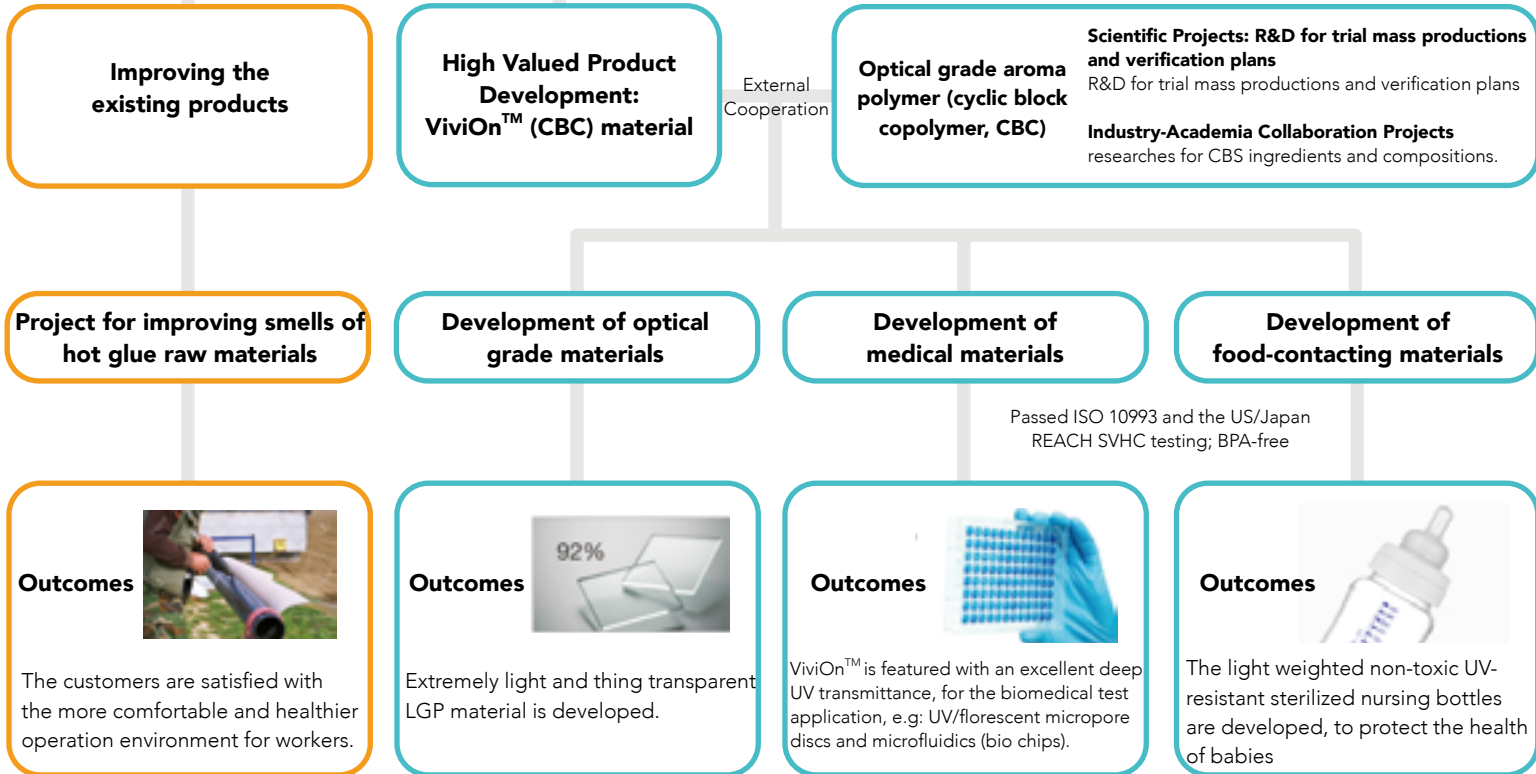 Improving the
existing products
High Valued Product
Development:
ViviOn™ (CBC) material
External
Cooperation
Optical grade aroma
polymer (cyclic block
copolymer, CBC)
Scientific Projects: R&D for trial mass productions
and verification plans
R&D for trial mass productions and verification plans
Industry-Academia Collaboration Projects
researches for CBS ingredients and compositions.
Project for improving smells of
hot glue raw materials
Development of optical
grade materials
Development of
medical materials
Development of
food-contacting materials
Passed ISO 10993 and the US/Japan
REACH SVHC testing; BPA-free
Outcomes
The customers are satisfied with
the more comfortable and healthier
operation environment for workers.
Outcomes
92%
Extremely light and thing transparent
LGP material is developed.
Outcomes
ViviOn™ is featured with an excellent deep
UV transmittance, for the biomedical test
application, e.g: UV/florescent micropore
discs and microfluidics (bio chips).
Outcomes
The light weighted non-toxic UV-
resistant sterilized nursing bottles
are developed, to protect the health
of babies